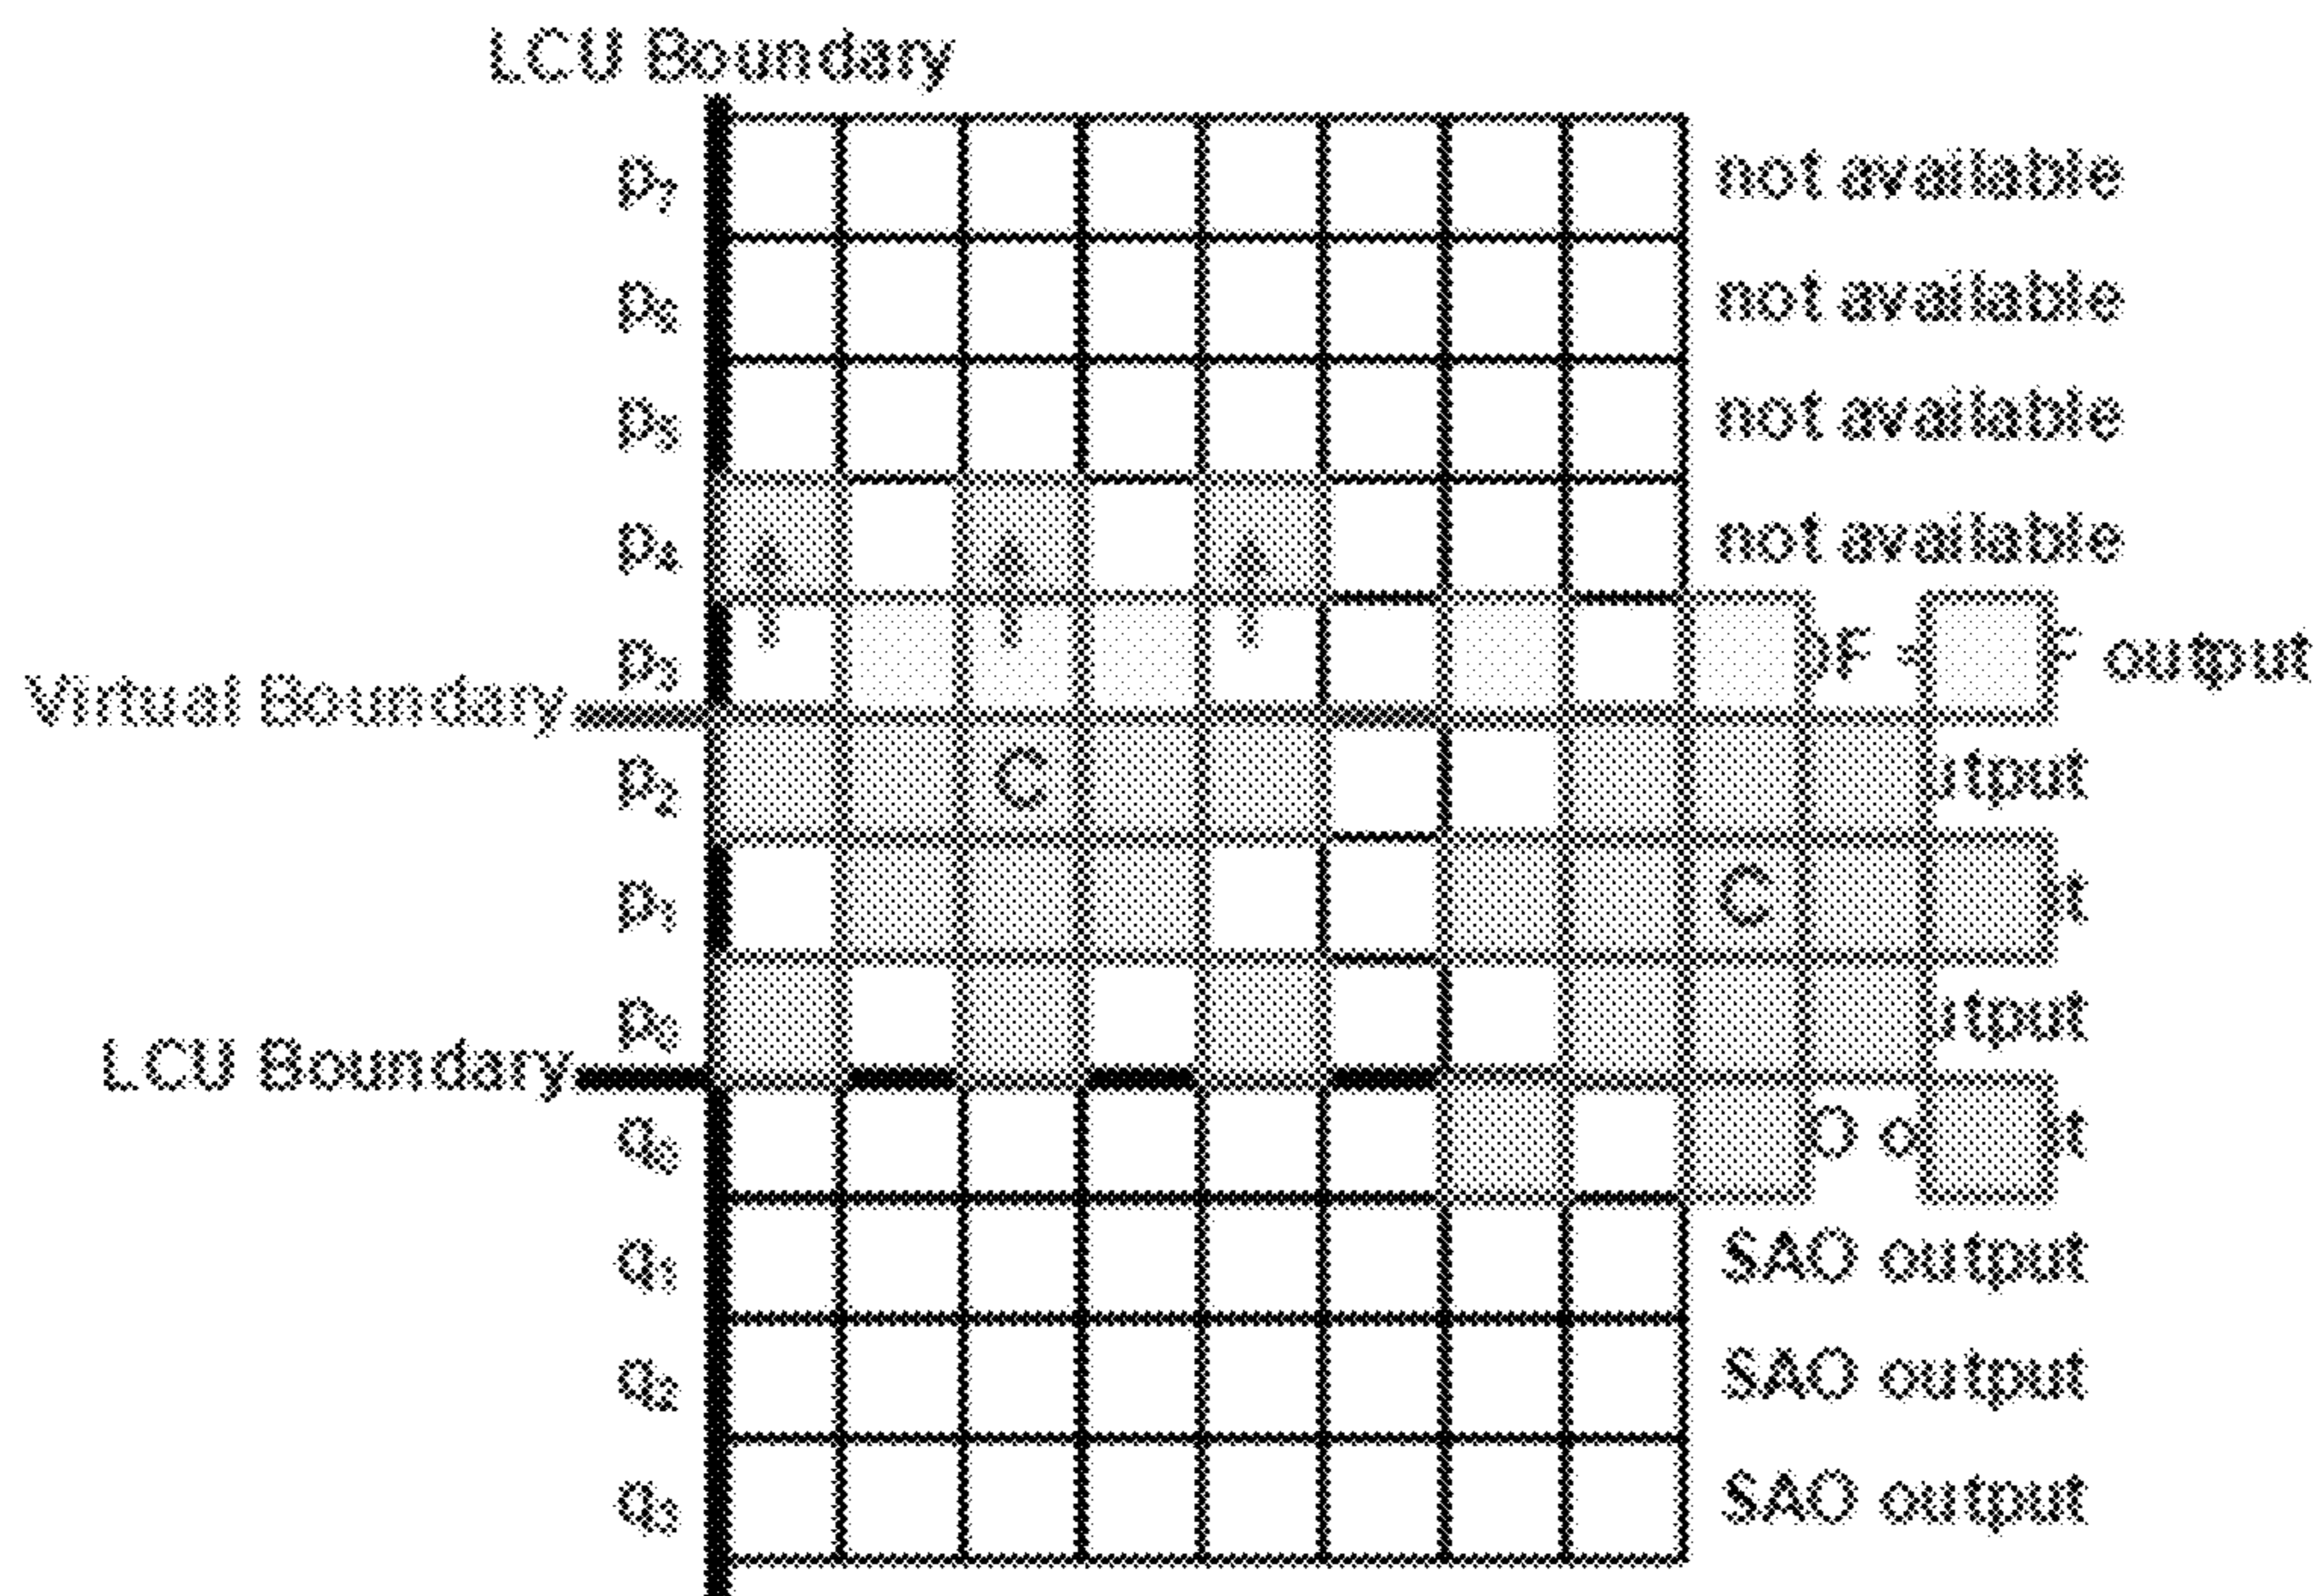 LCU Boundary
p7 not available
p6 not available
p5 not available
p4 not available
p3 output
Virtual Boundary
p2 C
p1 C
p0
LCU Boundary
q0
q1 SAO output
q2 SAO output
q3 SAO output